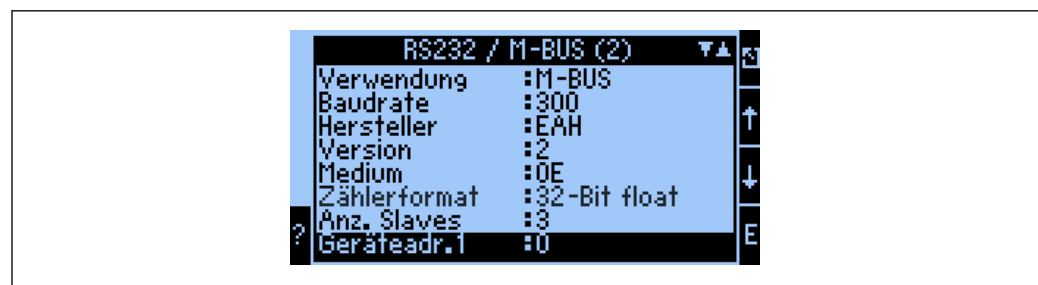 RS232 / M-BUS (2) ▼▲
Verwendung :M-BUS
Baudrate :300
Hersteller :EAH
Version :2
Medium :0E
Zählerformat :32-Bit float
Anz. Slaves :3
? Geräteadr.1 :0 E